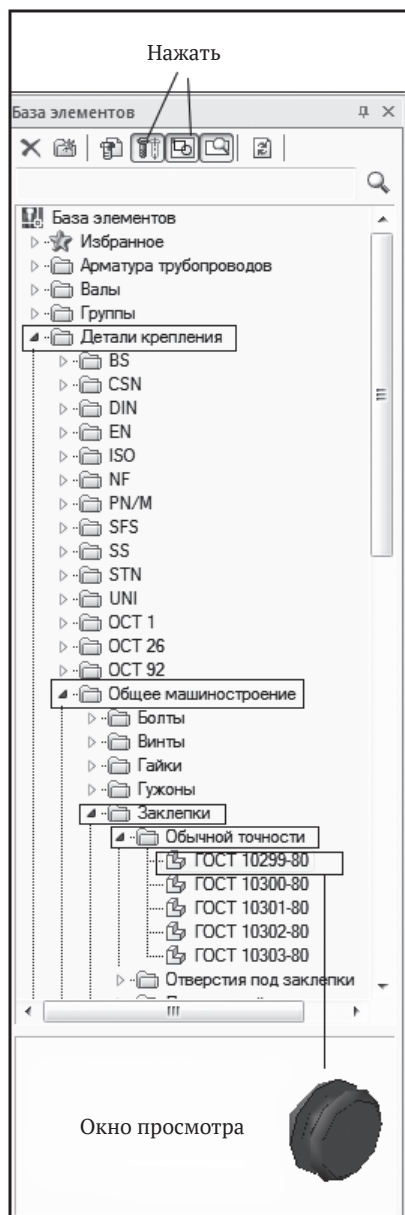 Нажать
База элементов
База элементов
Избранное
Арматура трубопроводов
Валы
Группы
Детали крепления
BS
CSN
DIN
EN
ISO
NF
PN/M
SFS
SS
STN
UNI
ОСТ 1
ОСТ 26
ОСТ 92
Общее машиностроение
Болты
Винты
Гайки
Гужоны
Заклепки
Обычной точности
ГОСТ 10299-80
ГОСТ 10300-80
ГОСТ 10301-80
ГОСТ 10302-80
ГОСТ 10303-80
Отверстия под заклепки
Окно просмотра